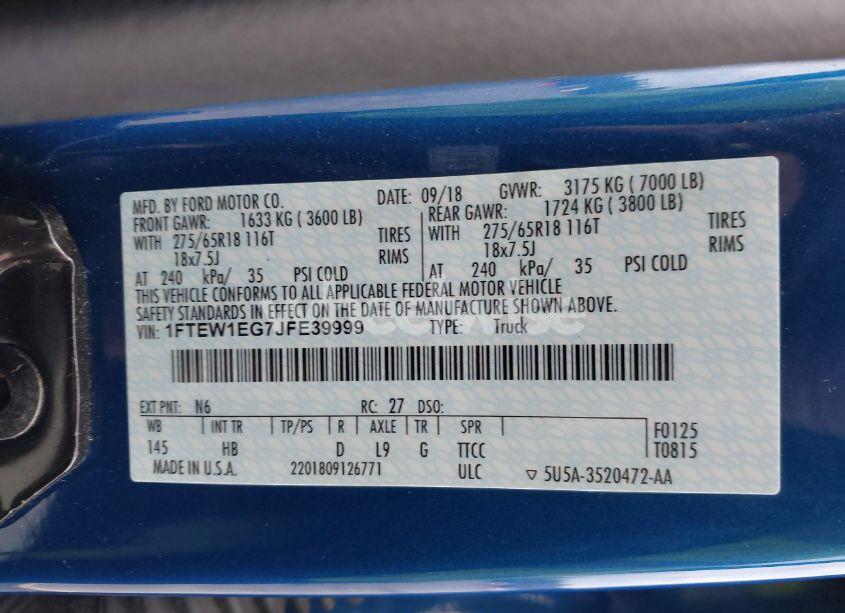 MFD. BY FORD MOTOR CO. DATE: 09/18 GVWR: 3175 KG ( 7000 LB)
FRONT GAWR: 1633 KG ( 3600 LB) REAR GAWR: 1724 KG ( 3800 LB)
WITH 275/65R18 116T TIRES WITH 275/65R18 116T TIRES
18x7.5J RIMS 18x7.5J RIMS
AT 240 kPa/ 35 PSI COLD AT 240 kPa/ 35 PSI COLD
THIS VEHICLE CONFORMS TO ALL APPLICABLE FEDERAL MOTOR VEHICLE
SAFETY STANDARDS IN EFFECT ON THE DATE OF MANUFACTURE SHOWN ABOVE.
VIN: 1FTEW1EG7JFE39999 TYPE: Truck
EXT PNT: N6 RC: 27 DSO:
WB INT TR TP/PS R AXLE TR SPR F0125
145 HB D L9 G TTCC T0815
MADE IN U.S.A. 2201809126771 ULC ▽ 5U5A-3520472-AA